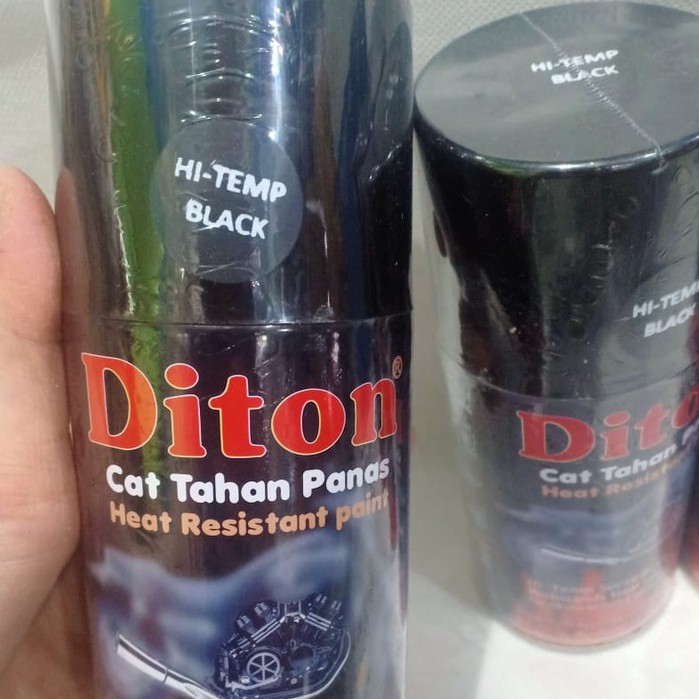 HI-TEMP
BLACK
Diton®
Cat Tahan Panas
Heat Resistant paint
HI-TEMP
BLACK
HI-TEM
BLACK
Dito
Cat Tahan
Heat Resis